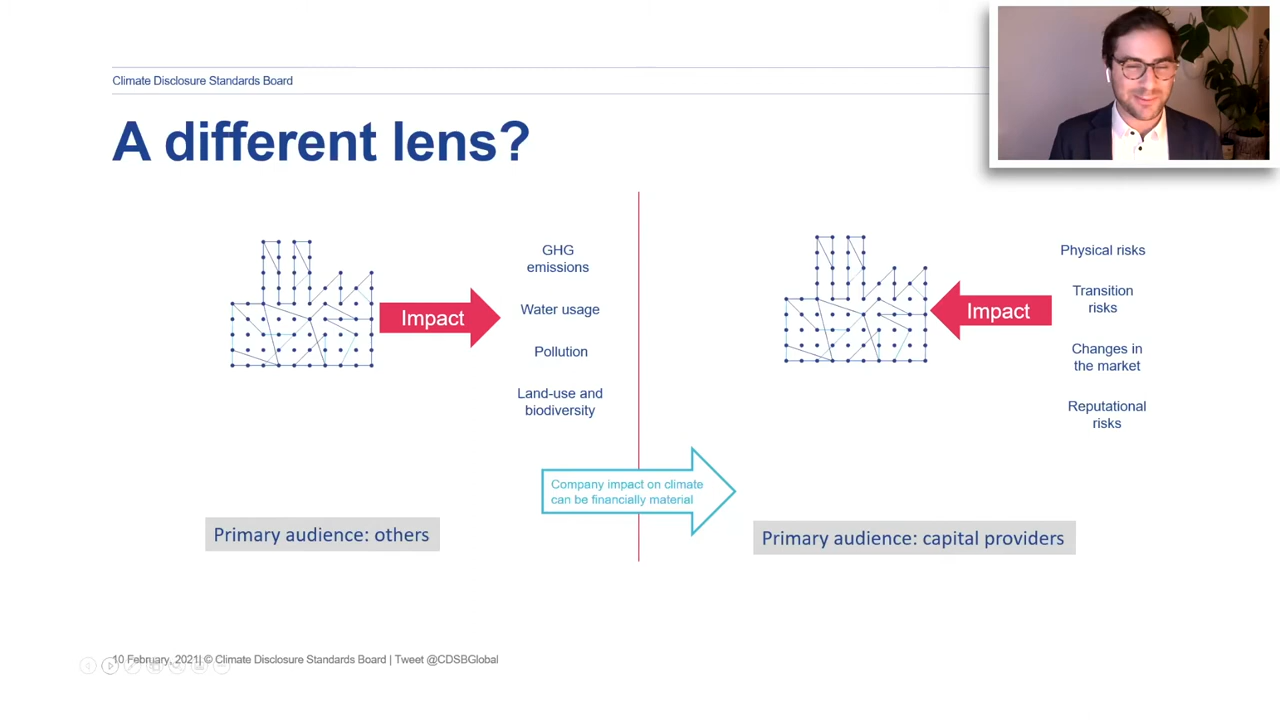 Climate Disclosure Standards Board
A different lens?
GHG
emissions
Water usage
Pollution
Land-use and
biodiversity
Impact
Impact
Physical risks
Transition
risks
Changes in
the market
Reputational
risks
Company impact on climate
can be financially material
Primary audience: others
Primary audience: capital providers
10 February, 2021| © Climate Disclosure Standards Board | Tweet @CDSBGlobal